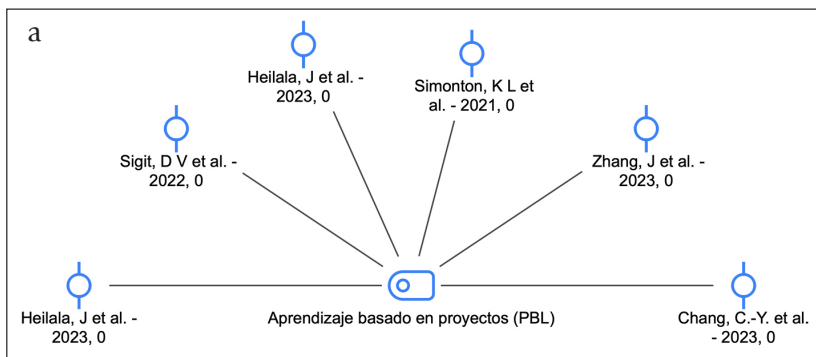 a
Heilala, J et al. -
2023, 0
Simonton, K L et
al. - 2021, 0
Sigit, D V et al. -
2022, 0
Zhang, J et al. -
2023, 0
Heilala, J et al. -
2023, 0
Aprendizaje basado en proyectos (PBL)
Chang, C.-Y. et al.
- 2023, 0